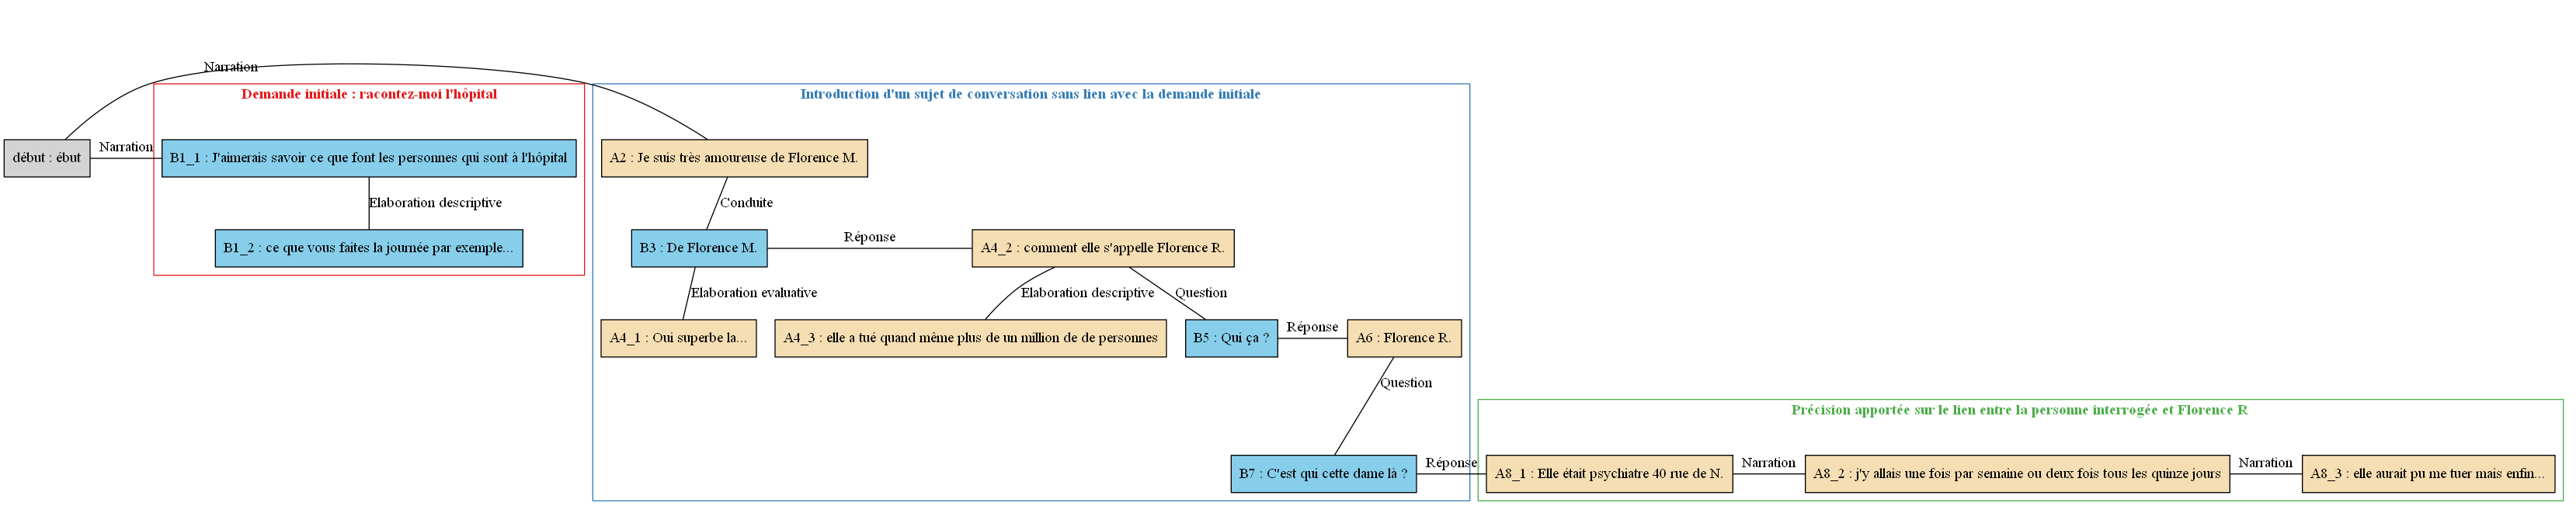 Narration
Demande initiale : racontez-moi l'hôpital
Introduction d'un sujet de conversation sans lien avec la demande initiale
début : ébut
Narration
B1_1 : J'aimerais savoir ce que font les personnes qui sont à l'hôpital
A2 : Je suis très amoureuse de Florence M.
Elaboration descriptive
Conduite
B1_2 : ce que vous faites la journée par exemple...
B3 : De Florence M.
Réponse
A4_2 : comment elle s'appelle Florence R.
Elaboration evaluative
Elaboration descriptive
Question
A4_1 : Oui superbe la...
A4_3 : elle a tué quand même plus de un million de de personnes
B5 : Qui ça ?
Réponse
A6 : Florence R.
Question
Précision apportée sur le lien entre la personne interrogée et Florence R
B7 : C'est qui cette dame là ?
Réponse
A8_1 : Elle était psychiatre 40 rue de N.
Narration
A8_2 : j'y allais une fois par semaine ou deux fois tous les quinze jours
Narration
A8_3 : elle aurait pu me tuer mais enfin...